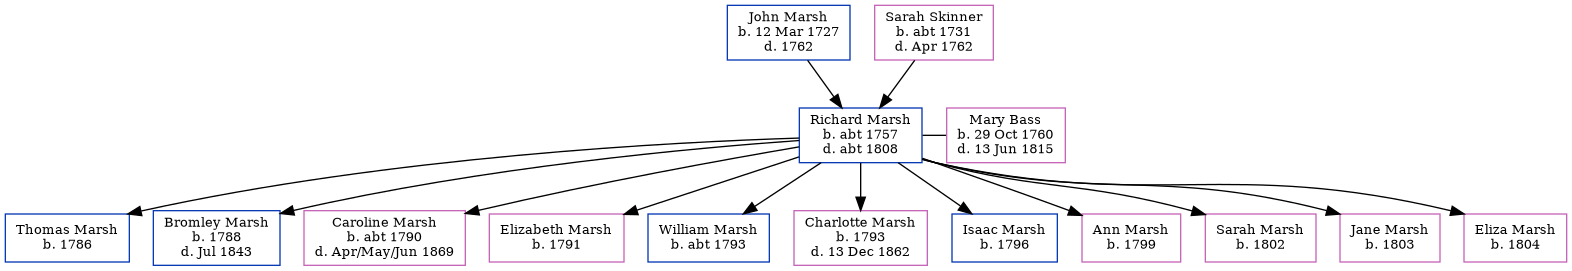 John Marsh
b. 12 Mar 1727
d. 1762
Sarah Skinner
b. abt 1731
d. Apr 1762
Richard Marsh
b. abt 1757
d. abt 1808
Mary Bass
b. 29 Oct 1760
d. 13 Jun 1815
Thomas Marsh
b. 1786
Bromley Marsh
b. 1788
d. Jul 1843
Caroline Marsh
b. abt 1790
d. Apr/May/Jun 1869
Elizabeth Marsh
b. 1791
William Marsh
b. abt 1793
Charlotte Marsh
b. 1793
d. 13 Dec 1862
Isaac Marsh
b. 1796
Ann Marsh
b. 1799
Sarah Marsh
b. 1802
Jane Marsh
b. 1803
Eliza Marsh
b. 1804